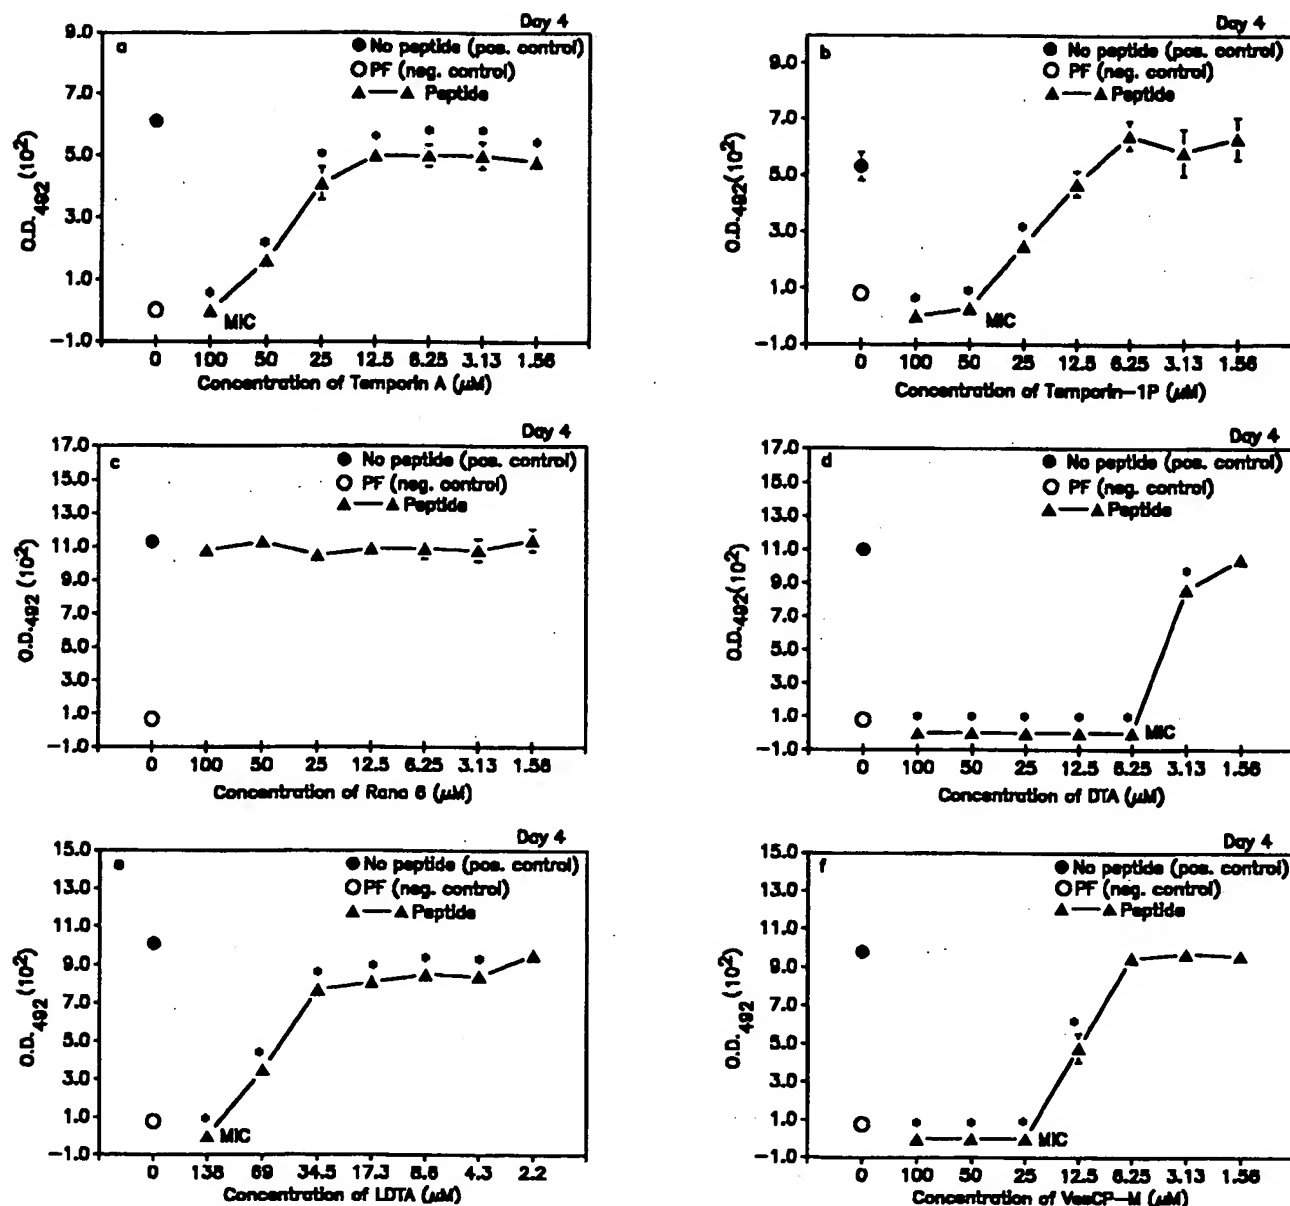 Day 4
a
No peptide (pos. control)
PF (neg. control)
Peptide
9.0
7.0
5.0
3.0
1.0
-1.0
O.D.492 (10²)
MIC
0 100 50 25 12.5 6.25 3.13 1.56
Concentration of Temporin A (µM)
Day 4
b
No peptide (pos. control)
PF (neg. control)
Peptide
9.0
7.0
5.0
3.0
1.0
-1.0
O.D.492(10²)
MIC
0 100 50 25 12.5 6.25 3.13 1.56
Concentration of Temporin-1P (µM)
Day 4
c
No peptide (pos. control)
PF (neg. control)
Peptide
17.0
15.0
13.0
11.0
9.0
7.0
5.0
3.0
1.0
-1.0
O.D.492 (10²)
0 100 50 25 12.5 6.25 3.13 1.56
Concentration of Rana 6 (µM)
Day 4
d
No peptide (pos. control)
PF (neg. control)
Peptide
17.0
15.0
13.0
11.0
9.0
7.0
5.0
3.0
1.0
-1.0
O.D.492(10²)
MIC
0 100 50 25 12.5 6.25 3.13 1.56
Concentration of DTA (µM)
Day 4
e
No peptide (pos. control)
PF (neg. control)
Peptide
15.0
13.0
11.0
9.0
7.0
5.0
3.0
1.0
-1.0
O.D.492 (10²)
MIC
0 138 69 34.5 17.3 8.6 4.3 2.2
Concentration of LDTA (µM)
Day 4
f
No peptide (pos. control)
PF (neg. control)
Peptide
15.0
13.0
11.0
9.0
7.0
5.0
3.0
1.0
-1.0
O.D.492 (10²)
MIC
0 100 50 25 12.5 6.25 3.13 1.56
Concentration of VesCP-M (µM)